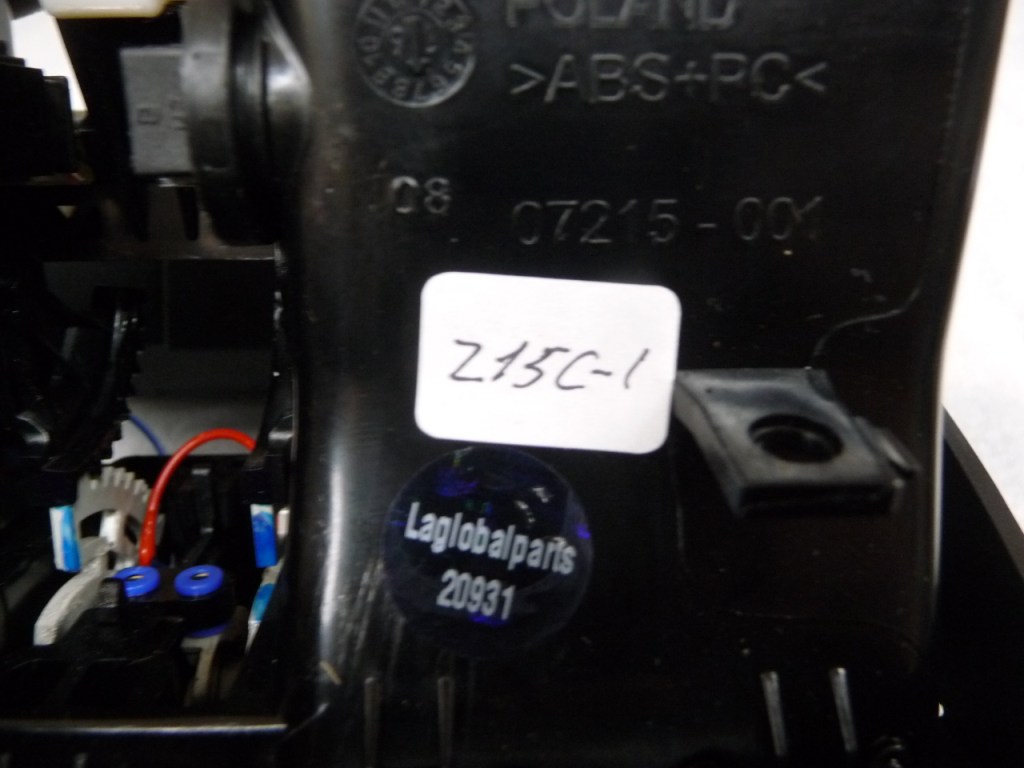 POLAND
>ABS+PC<
08 07215-001
Z15C-1
Laglobalparts
20931